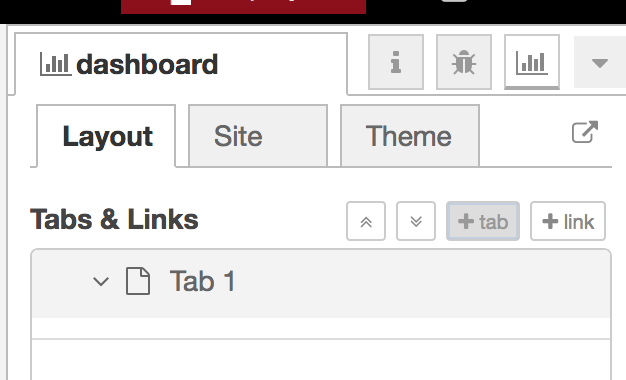 dashboard
Layout Site Theme
Tabs & Links + tab + link
Tab 1